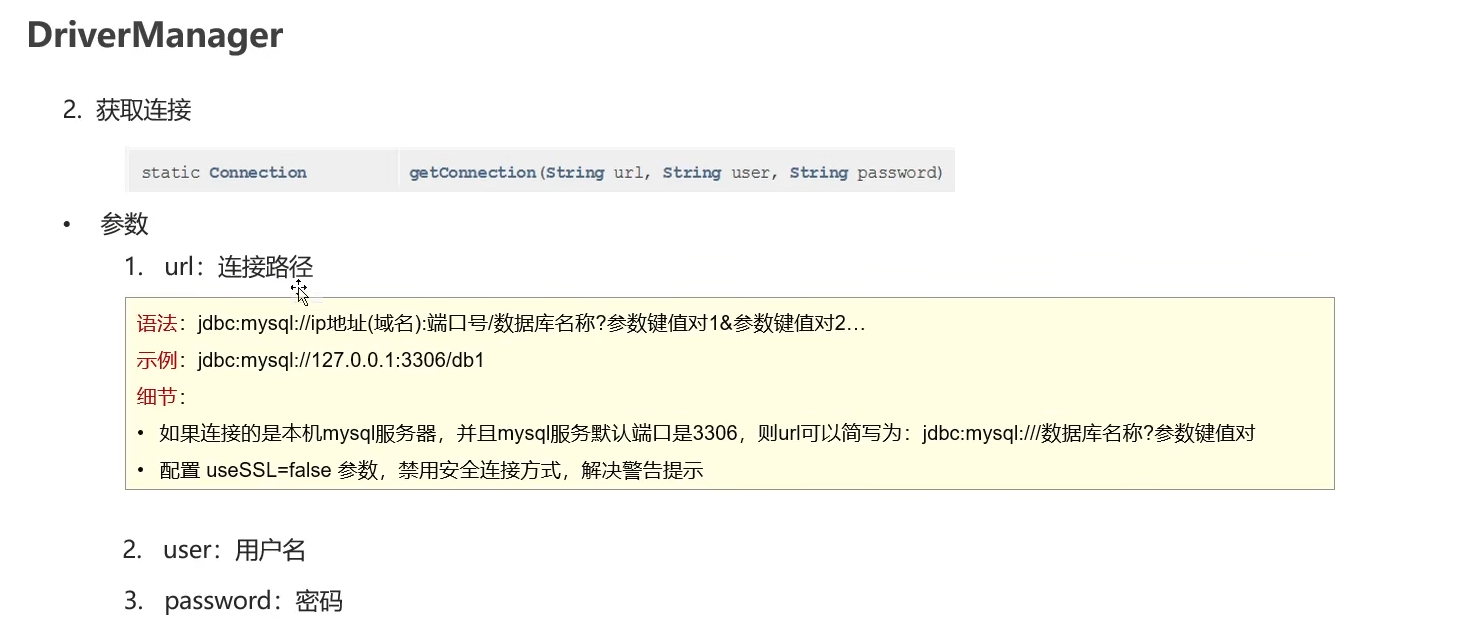 DriverManager
2. 获取连接
static Connection getConnection(String url, String user, String password)
• 参数
1. url：连接路径
语法：jdbc:mysql://ip地址(域名):端口号/数据库名称?参数键值对1&参数键值对2…
示例：jdbc:mysql://127.0.0.1:3306/db1
细节：
• 如果连接的是本机mysql服务器，并且mysql服务默认端口是3306，则url可以简写为：jdbc:mysql:///数据库名称?参数键值对
• 配置 useSSL=false 参数，禁用安全连接方式，解决警告提示
2. user：用户名
3. password：密码